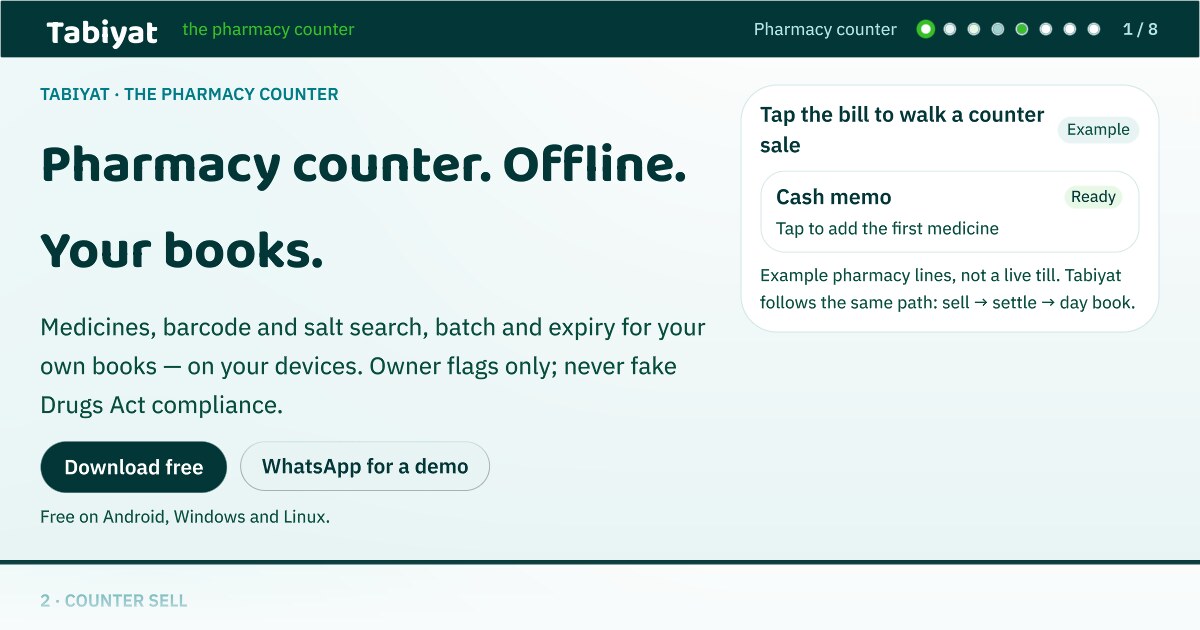 Tabiyat
the pharmacy counter
Pharmacy counter
1 / 8
TABIYAT · THE PHARMACY COUNTER
Pharmacy counter. Offline.
Your books.
Medicines, barcode and salt search, batch and expiry for your
own books — on your devices. Owner flags only; never fake
Drugs Act compliance.
Download free
WhatsApp for a demo
Free on Android, Windows and Linux.
Tap the bill to walk a counter
sale
Example
Cash memo
Ready
Tap to add the first medicine
Example pharmacy lines, not a live till. Tabiyat
follows the same path: sell → settle → day book.
2 · COUNTER SELL